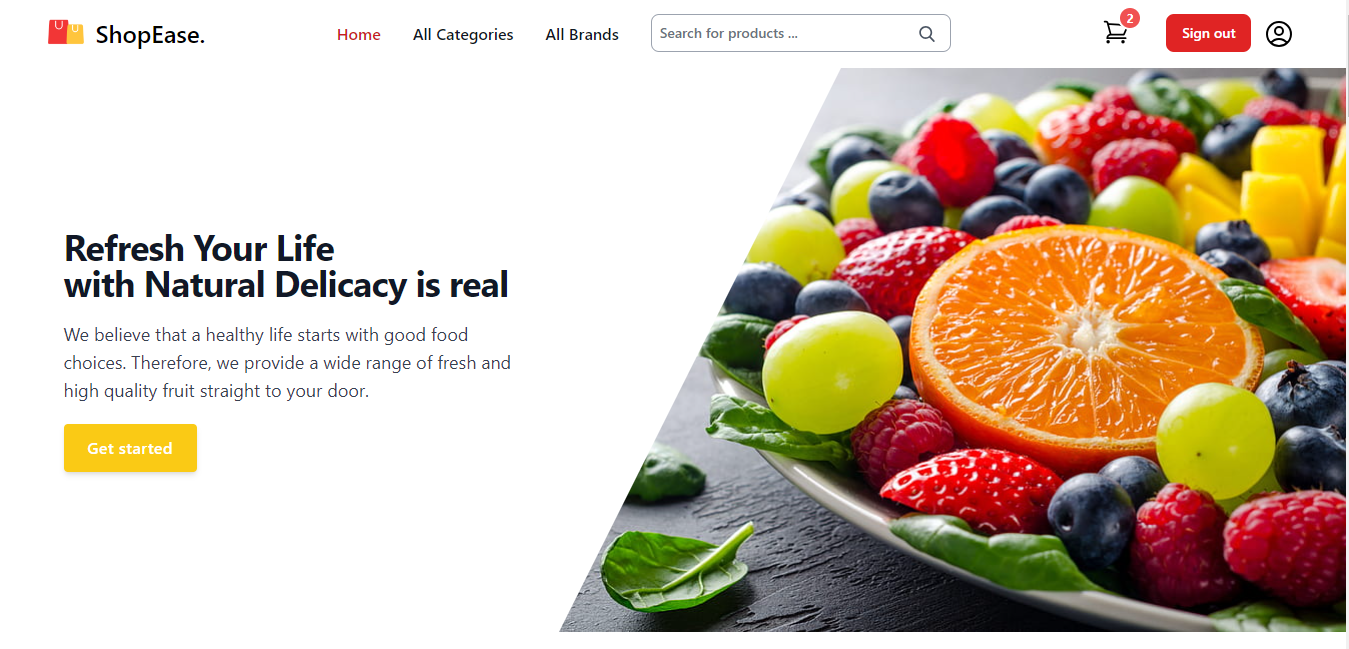 ShopEase.
Home
All Categories
All Brands
Search for products ...
2
Sign out
Refresh Your Life
with Natural Delicacy is real
We believe that a healthy life starts with good food
choices. Therefore, we provide a wide range of fresh and
high quality fruit straight to your door.
Get started